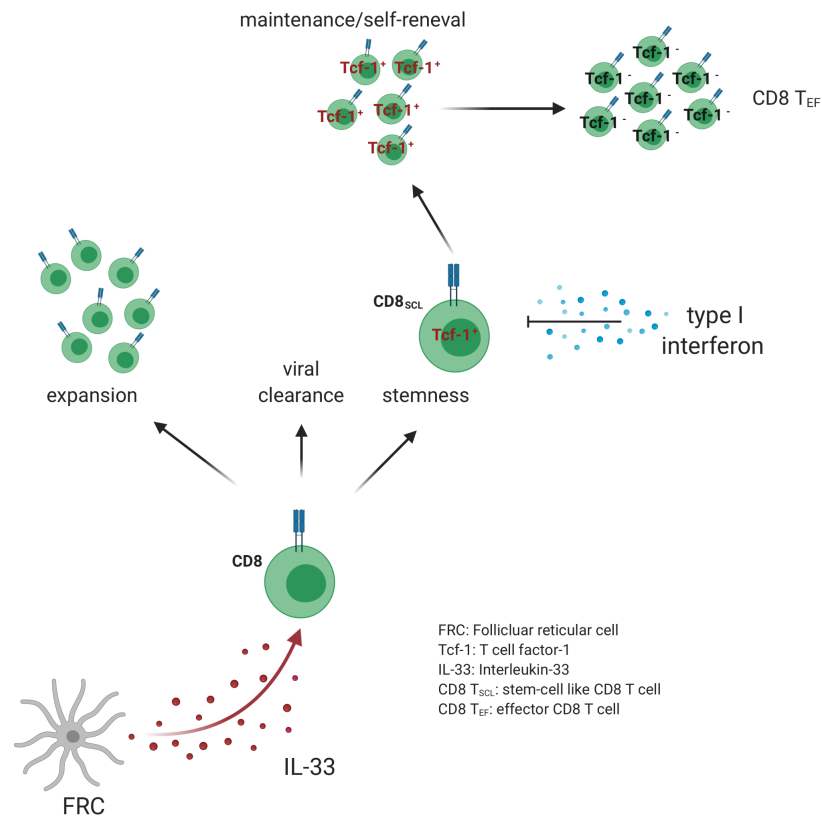 maintenance/self-reneval
Tcf-1+ Tcf-1+
Tcf-1+ Tcf-1+
Tcf-1+
Tcf-1 -
Tcf-1 - Tcf-1 -
Tcf-1 -
Tcf-1 - Tcf-1 -
Tcf-1 -
CD8 TEF
CD8SCL
Tcf-1+
type I
interferon
expansion
viral
clearance
stemness
CD8
FRC: Follicluar reticular cell
Tcf-1: T cell factor-1
IL-33: Interleukin-33
CD8 TSCL: stem-cell like CD8 T cell
CD8 TEF: effector CD8 T cell
IL-33
FRC